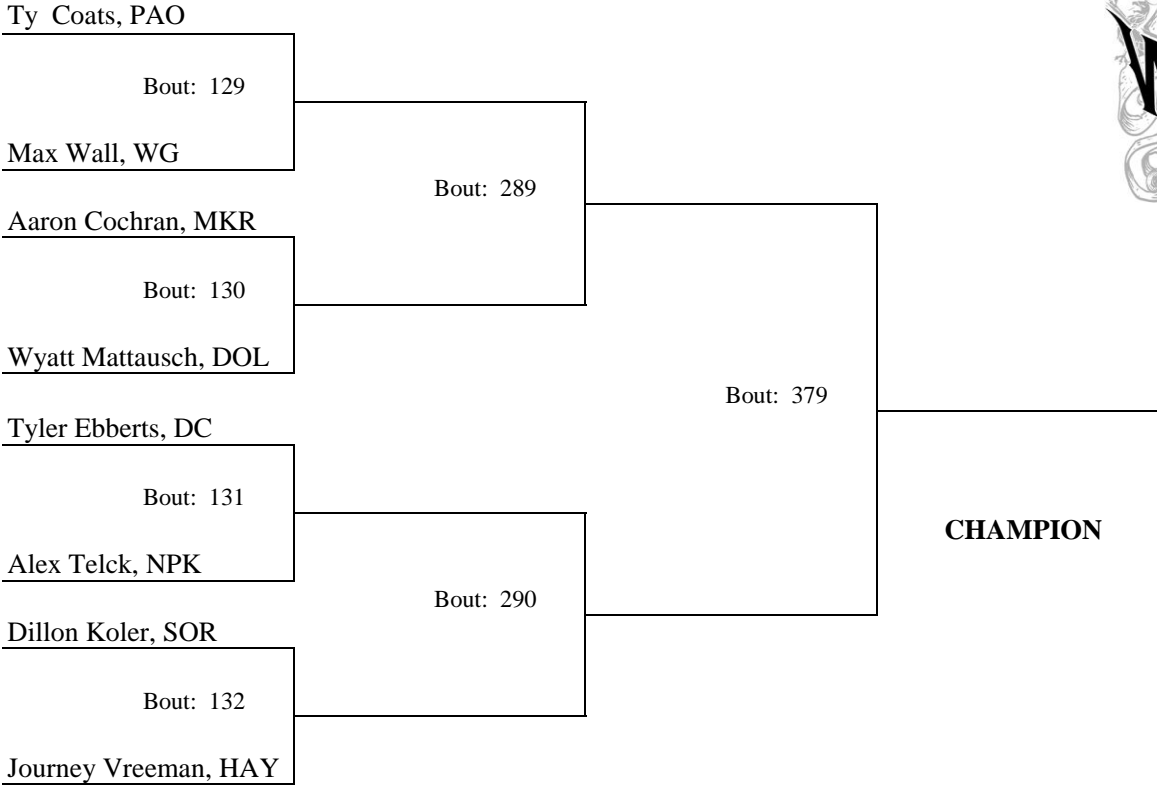 Ty Coats, PAO
Bout: 129
Max Wall, WG
Bout: 289
Aaron Cochran, MKR
Bout: 130
Wyatt Mattausch, DOL
Bout: 379
Tyler Ebberts, DC
Bout: 131
CHAMPION
Alex Telck, NPK
Bout: 290
Dillon Koler, SOR
Bout: 132
Journey Vreeman, HAY